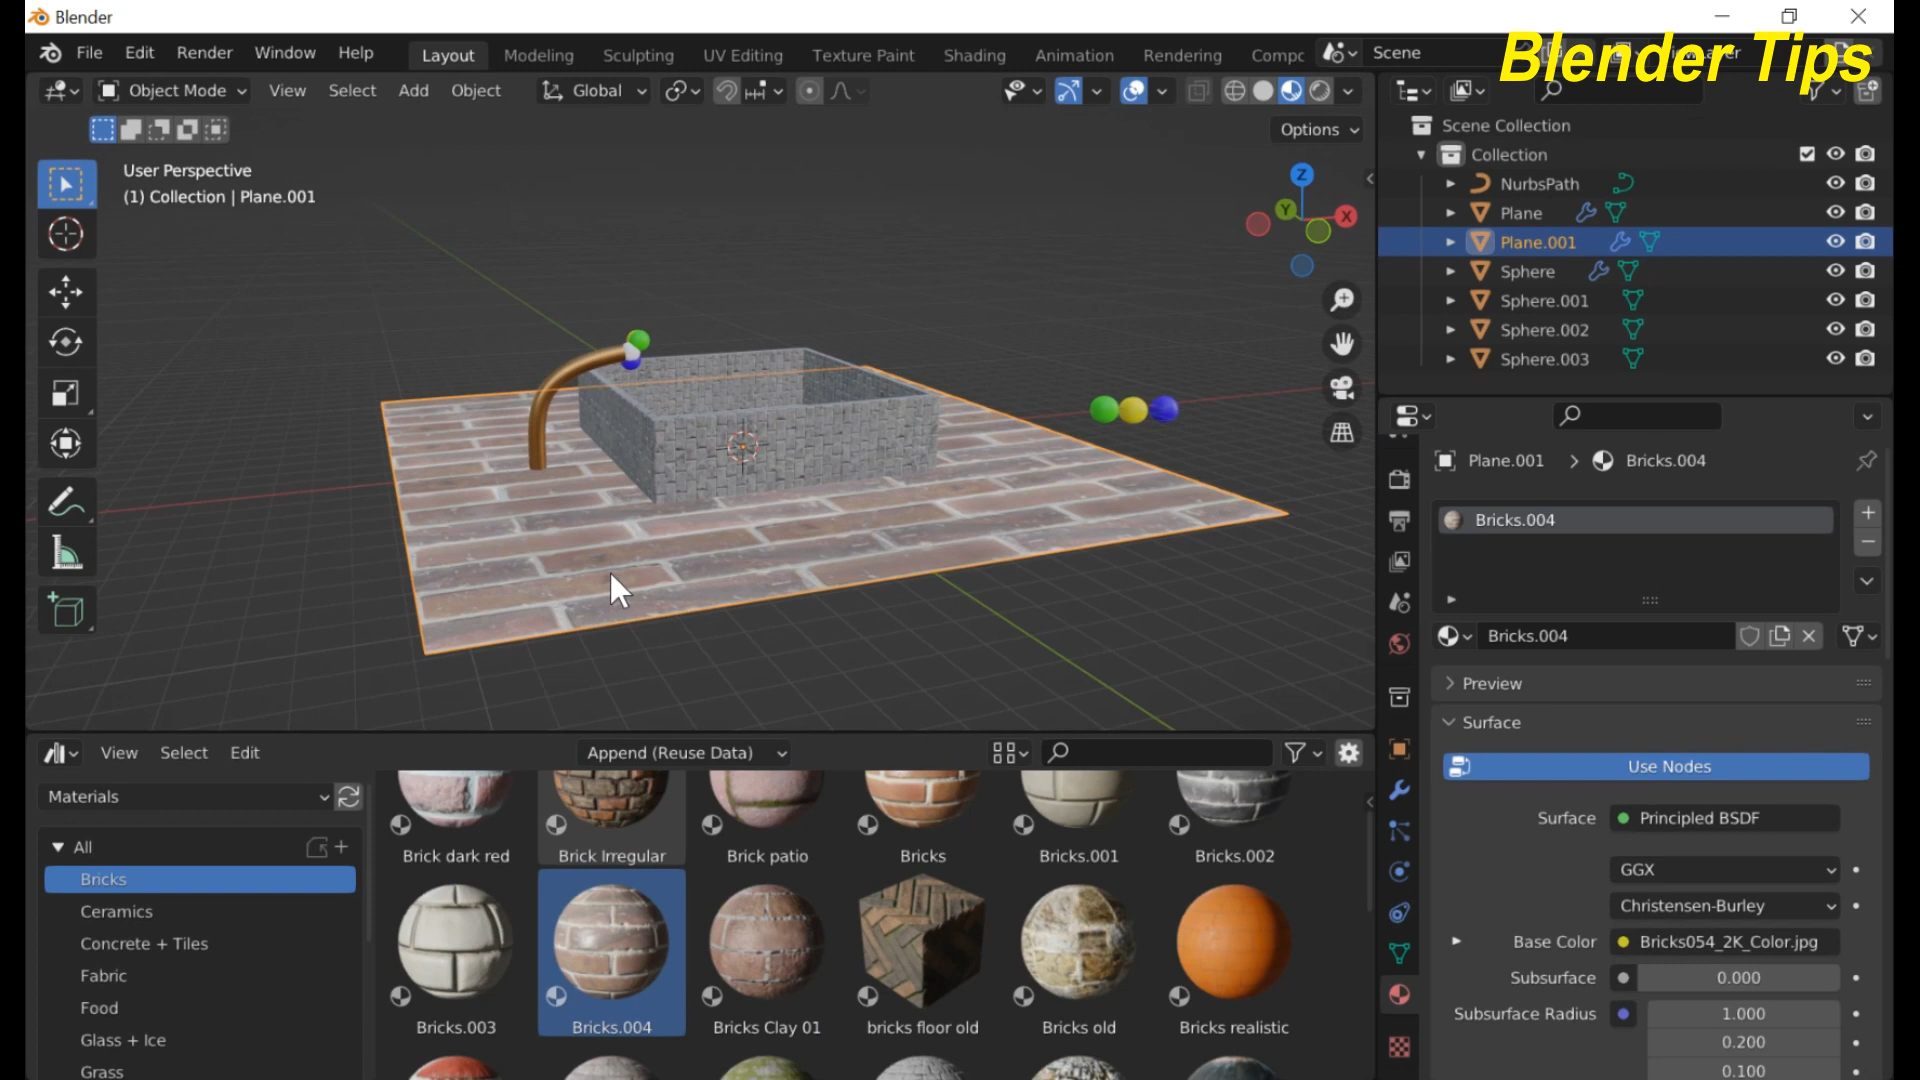 Blender
File Edit Render Window Help Layout Modeling Sculpting UV Editing Texture Paint Shading Animation Rendering Scene
Blender Tips
Object Mode View Select Add Object Global
Options
User Perspective
(1) Collection | Plane.001
Z
Y
X
Scene Collection
Collection
NurbsPath
Plane
Plane.001
Sphere
Sphere.001
Sphere.002
Sphere.003
Plane.001 > Bricks.004
Bricks.004
Bricks.004
Preview
Surface
Use Nodes
Surface Principled BSDF
GGX
Christensen-Burley
Base Color Bricks054_2K_Color.jpg
Subsurface 0.000
Subsurface Radius 1.000
0.200
0.100
View Select Edit Append (Reuse Data)
Materials
All
Bricks
Ceramics
Concrete + Tiles
Fabric
Food
Glass + Ice
Grass
Brick dark red Brick Irregular Brick patio Bricks Bricks.001 Bricks.002
Bricks.003 Bricks.004 Bricks Clay 01 bricks floor old Bricks old Bricks realistic